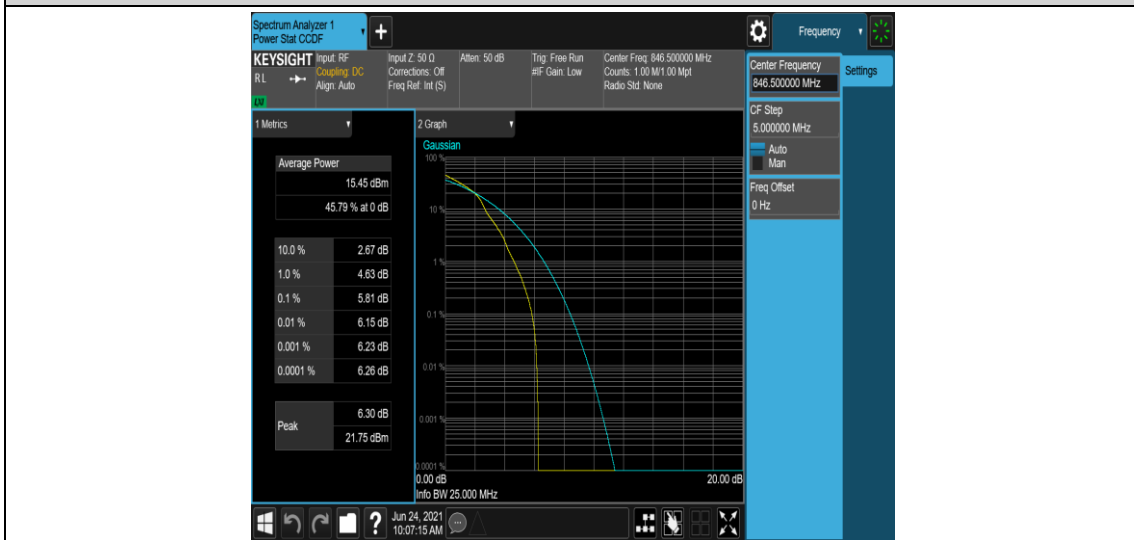 Spectrum Analyzer 1
Power Stat CCDF
+
Frequency
KEYSIGHT
RL
Input: RF
Coupling: DC
Align: Auto
Input Z: 50 Ω
Corrections: Off
Freq Ref: Int (S)
Atten: 50 dB
Trig: Free Run
#IF Gain: Low
Center Freq: 846.500000 MHz
Counts: 1.00 M/1.00 Mpt
Radio Std: None
Center Frequency
846.500000 MHz
Settings
CF Step
5.000000 MHz
Auto
Man
Freq Offset
0 Hz
1 Metrics
Average Power
15.45 dBm
45.79 % at 0 dB
10.0 % 2.67 dB
1.0 % 4.63 dB
0.1 % 5.81 dB
0.01 % 6.15 dB
0.001 % 6.23 dB
0.0001 % 6.26 dB
Peak
6.30 dB
21.75 dBm
2 Graph
Gaussian
100 %
10 %
1 %
0.1 %
0.01 %
0.001 %
0.0001 %
0.00 dB 20.00 dB
Info BW 25.000 MHz
?
Jun 24, 2021
10:07:15 AM